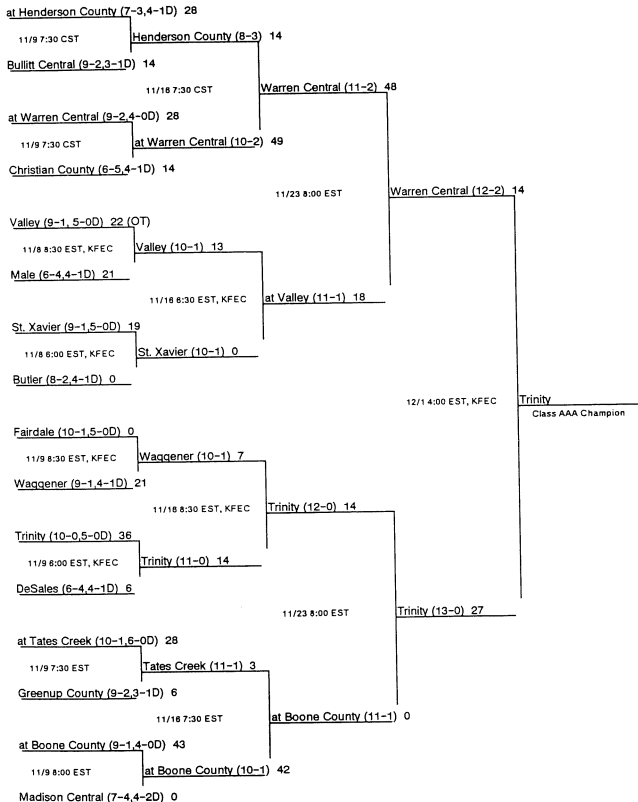 at Henderson County (7-3,4-1D) 28
11/9 7:30 CST
Henderson County (8-3) 14
Bullitt Central (9-2,3-1D) 14
11/16 7:30 CST
Warren Central (11-2) 48
at Warren Central (9-2,4-0D) 28
11/9 7:30 CST
at Warren Central (10-2) 49
Christian County (6-5,4-1D) 14
11/23 8:00 EST
Warren Central (12-2) 14
Valley (9-1, 5-0D) 22 (OT)
11/8 8:30 EST, KFEC
Valley (10-1) 13
Male (6-4,4-1D) 21
11/16 6:30 EST, KFEC
at Valley (11-1) 18
St. Xavier (9-1,5-0D) 19
11/8 6:00 EST, KFEC
St. Xavier (10-1) 0
Butler (8-2,4-1D) 0
12/1 4:00 EST, KFEC
Trinity
Class AAA Champion
Fairdale (10-1,5-0D) 0
11/9 8:30 EST, KFEC
Waggener (10-1) 7
Waggener (9-1,4-1D) 21
11/16 8:30 EST, KFEC
Trinity (12-0) 14
Trinity (10-0,5-0D) 36
11/9 6:00 EST, KFEC
Trinity (11-0) 14
DeSales (6-4,4-1D) 6
11/23 8:00 EST
Trinity (13-0) 27
at Tates Creek (10-1,6-0D) 28
11/9 7:30 EST
Tates Creek (11-1) 3
Greenup County (9-2,3-1D) 6
11/16 7:30 EST
at Boone County (11-1) 0
at Boone County (9-1,4-0D) 43
11/9 8:00 EST
at Boone County (10-1) 42
Madison Central (7-4,4-2D) 0